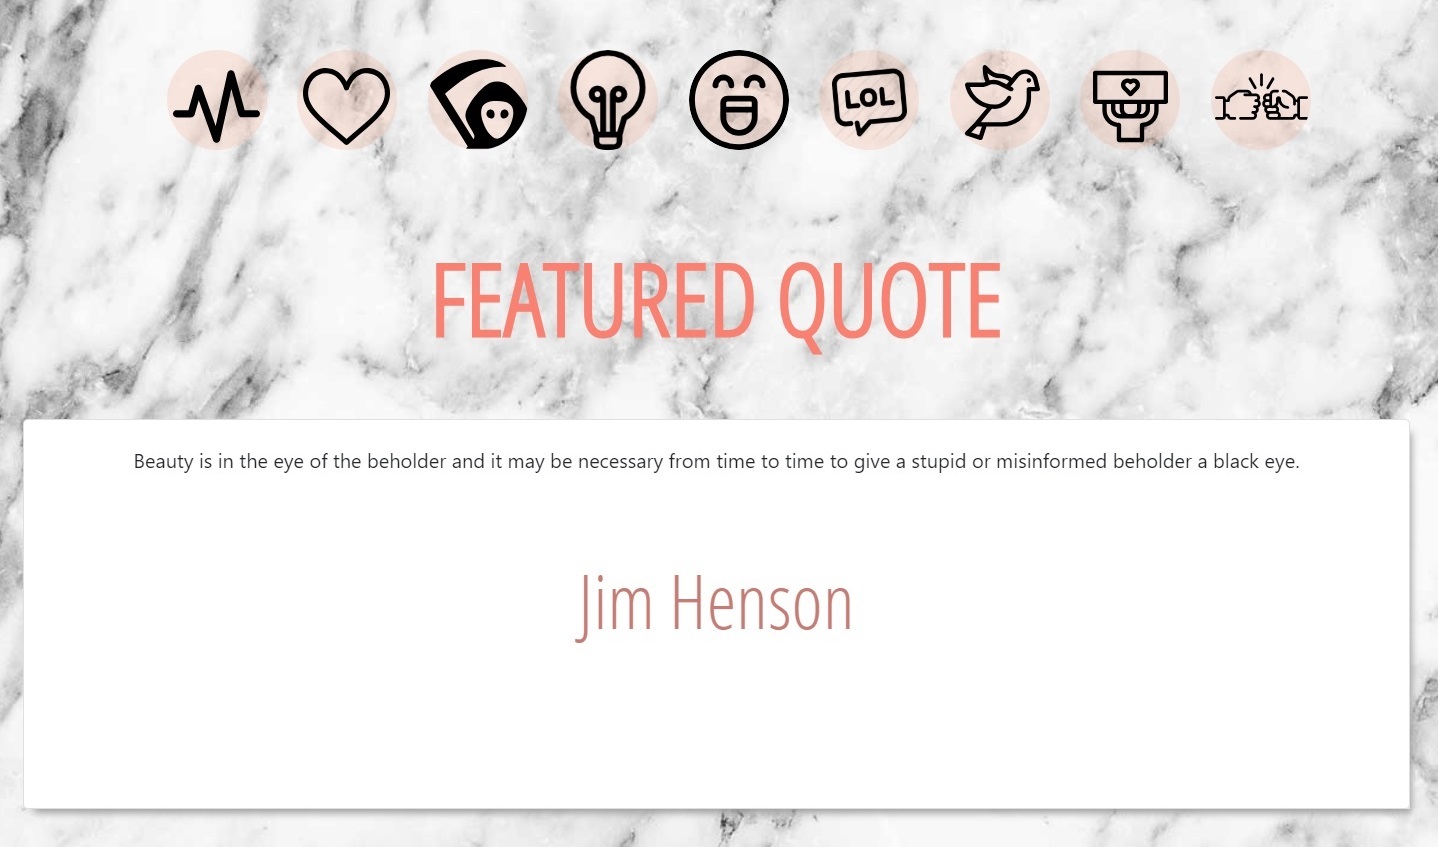 LOL
FEATURED QUOTE
Beauty is in the eye of the beholder and it may be necessary from time to time to give a stupid or misinformed beholder a black eye.
Jim Henson